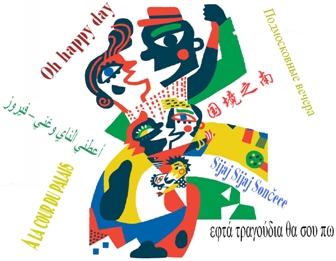 Oh happy day
Подмосковные вечера
国境之南
أعطني الناي وغني - فيروز
Sijaj Sijaj Sončece
A LA COUR DU PALAIS
εφτά τραγούδια θα σου πω